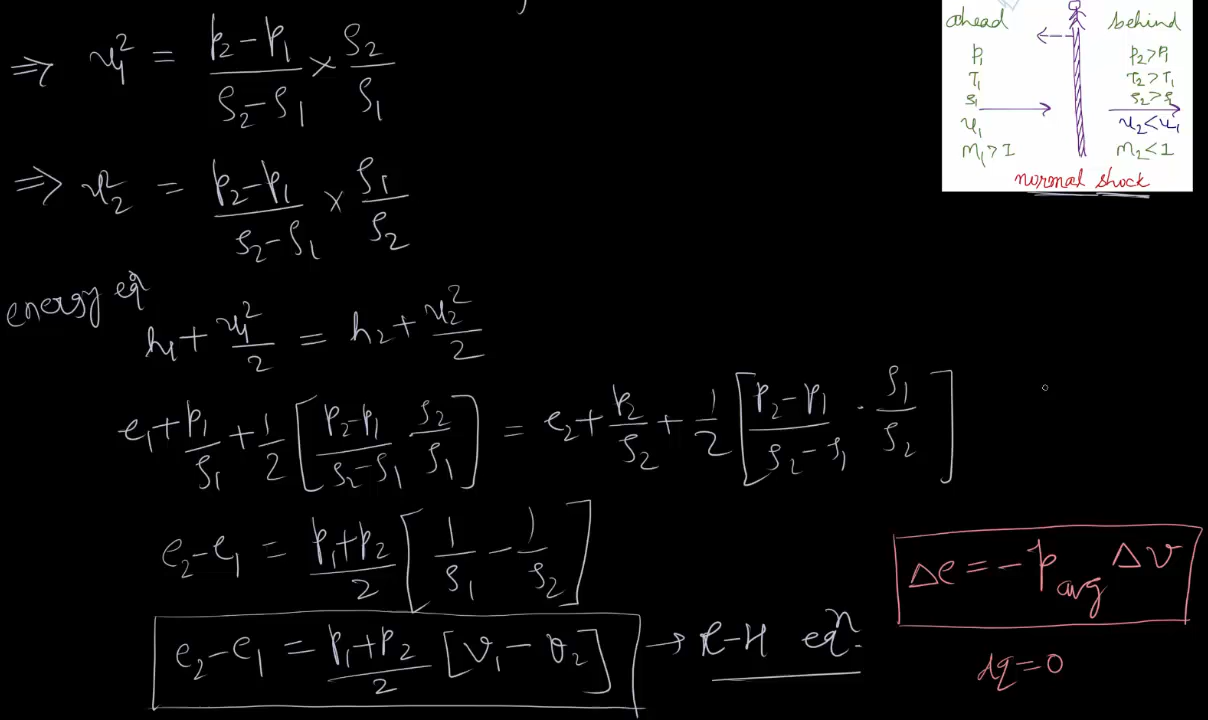 ⇒ u₁² = (p₂ − p₁)/(ρ₂ − ρ₁) × ρ₂/ρ₁
⇒ u₂² = (p₂ − p₁)/(ρ₂ − ρ₁) × ρ₁/ρ₂
energy eqⁿ
h₁ + u₁²/2 = h₂ + u₂²/2
e₁ + p₁/ρ₁ + 1/2 [(p₂ − p₁)/(ρ₂ − ρ₁) · ρ₂/ρ₁] = e₂ + p₂/ρ₂ + 1/2 [(p₂ − p₁)/(ρ₂ − ρ₁) · ρ₁/ρ₂]
e₂ − e₁ = (p₁ + p₂)/2 [1/ρ₁ − 1/ρ₂]
e₂ − e₁ = (p₁ + p₂)/2 [v₁ − v₂] → R-H eqⁿ.
ahead
p₁
T₁
ρ₁
u₁
M₁ > 1
behind
p₂ > p₁
T₂ > T₁
ρ₂ > ρ₁
u₂ < u₁
M₂ < 1
normal shock
Δe = − p avg Δv
dq = 0